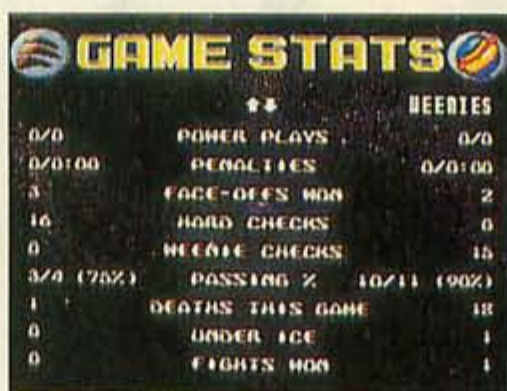 GAME STATS
WEENIES
0/0 POWER PLAYS 0/0
0/0:00 PENALTIES 0/0:00
3 FACE-OFFS WON 2
16 HARD CHECKS 0
0 WEENIE CHECKS 15
3/4 (75%) PASSING % 10/11 (90%)
1 DEATHS THIS GAME 18
0 UNDER ICE 1
0 FIGHTS WON 1